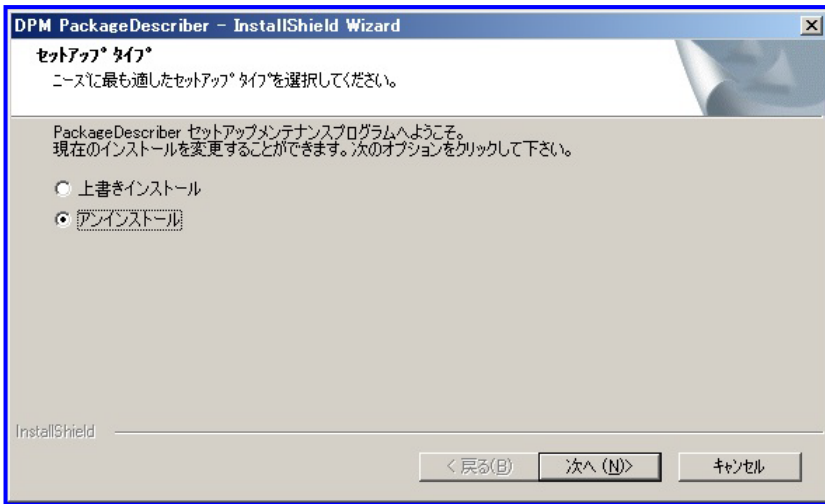 DPM PackageDescriber - InstallShield Wizard
ｾｯﾄｱｯﾌﾟ ﾀｲﾌﾟ
ニーズに最も適したｾｯﾄｱｯﾌﾟ ﾀｲﾌﾟを選択してください。
PackageDescriber セットアップメンテナンスプログラムへようこそ。
現在のインストールを変更することができます。次のオプションをクリックして下さい。
上書きインストール
アンインストール
InstallShield
< 戻る(B)
次へ (N)>
ｷｬﾝｾﾙ